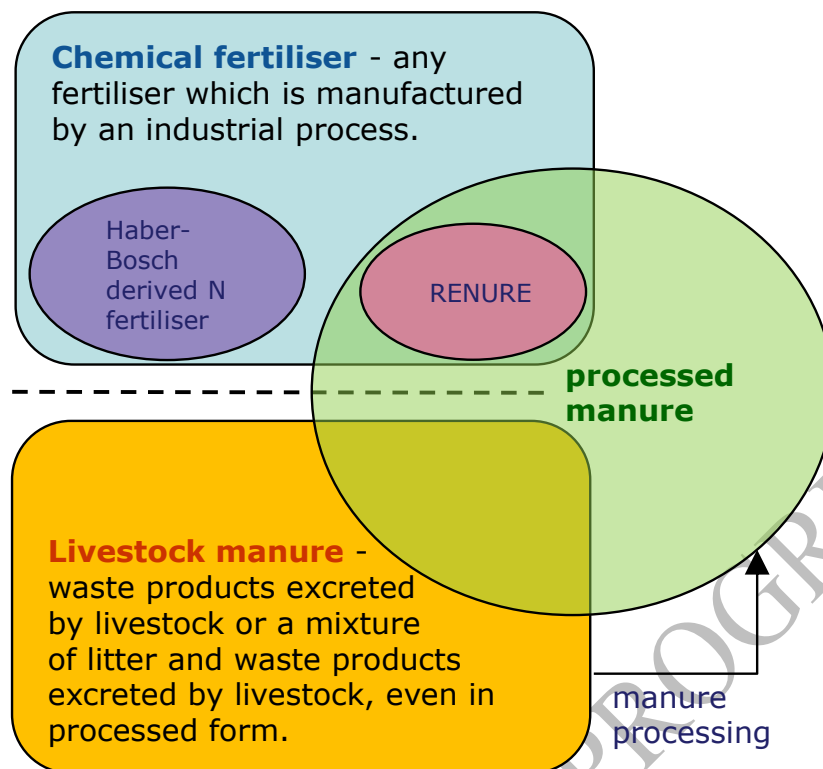 Chemical fertiliser - any
fertiliser which is manufactured
by an industrial process.
Haber-
Bosch
derived N
fertiliser
RENURE
processed
manure
Livestock manure -
waste products excreted
by livestock or a mixture
of litter and waste products
excreted by livestock, even in
processed form.
manure
processing